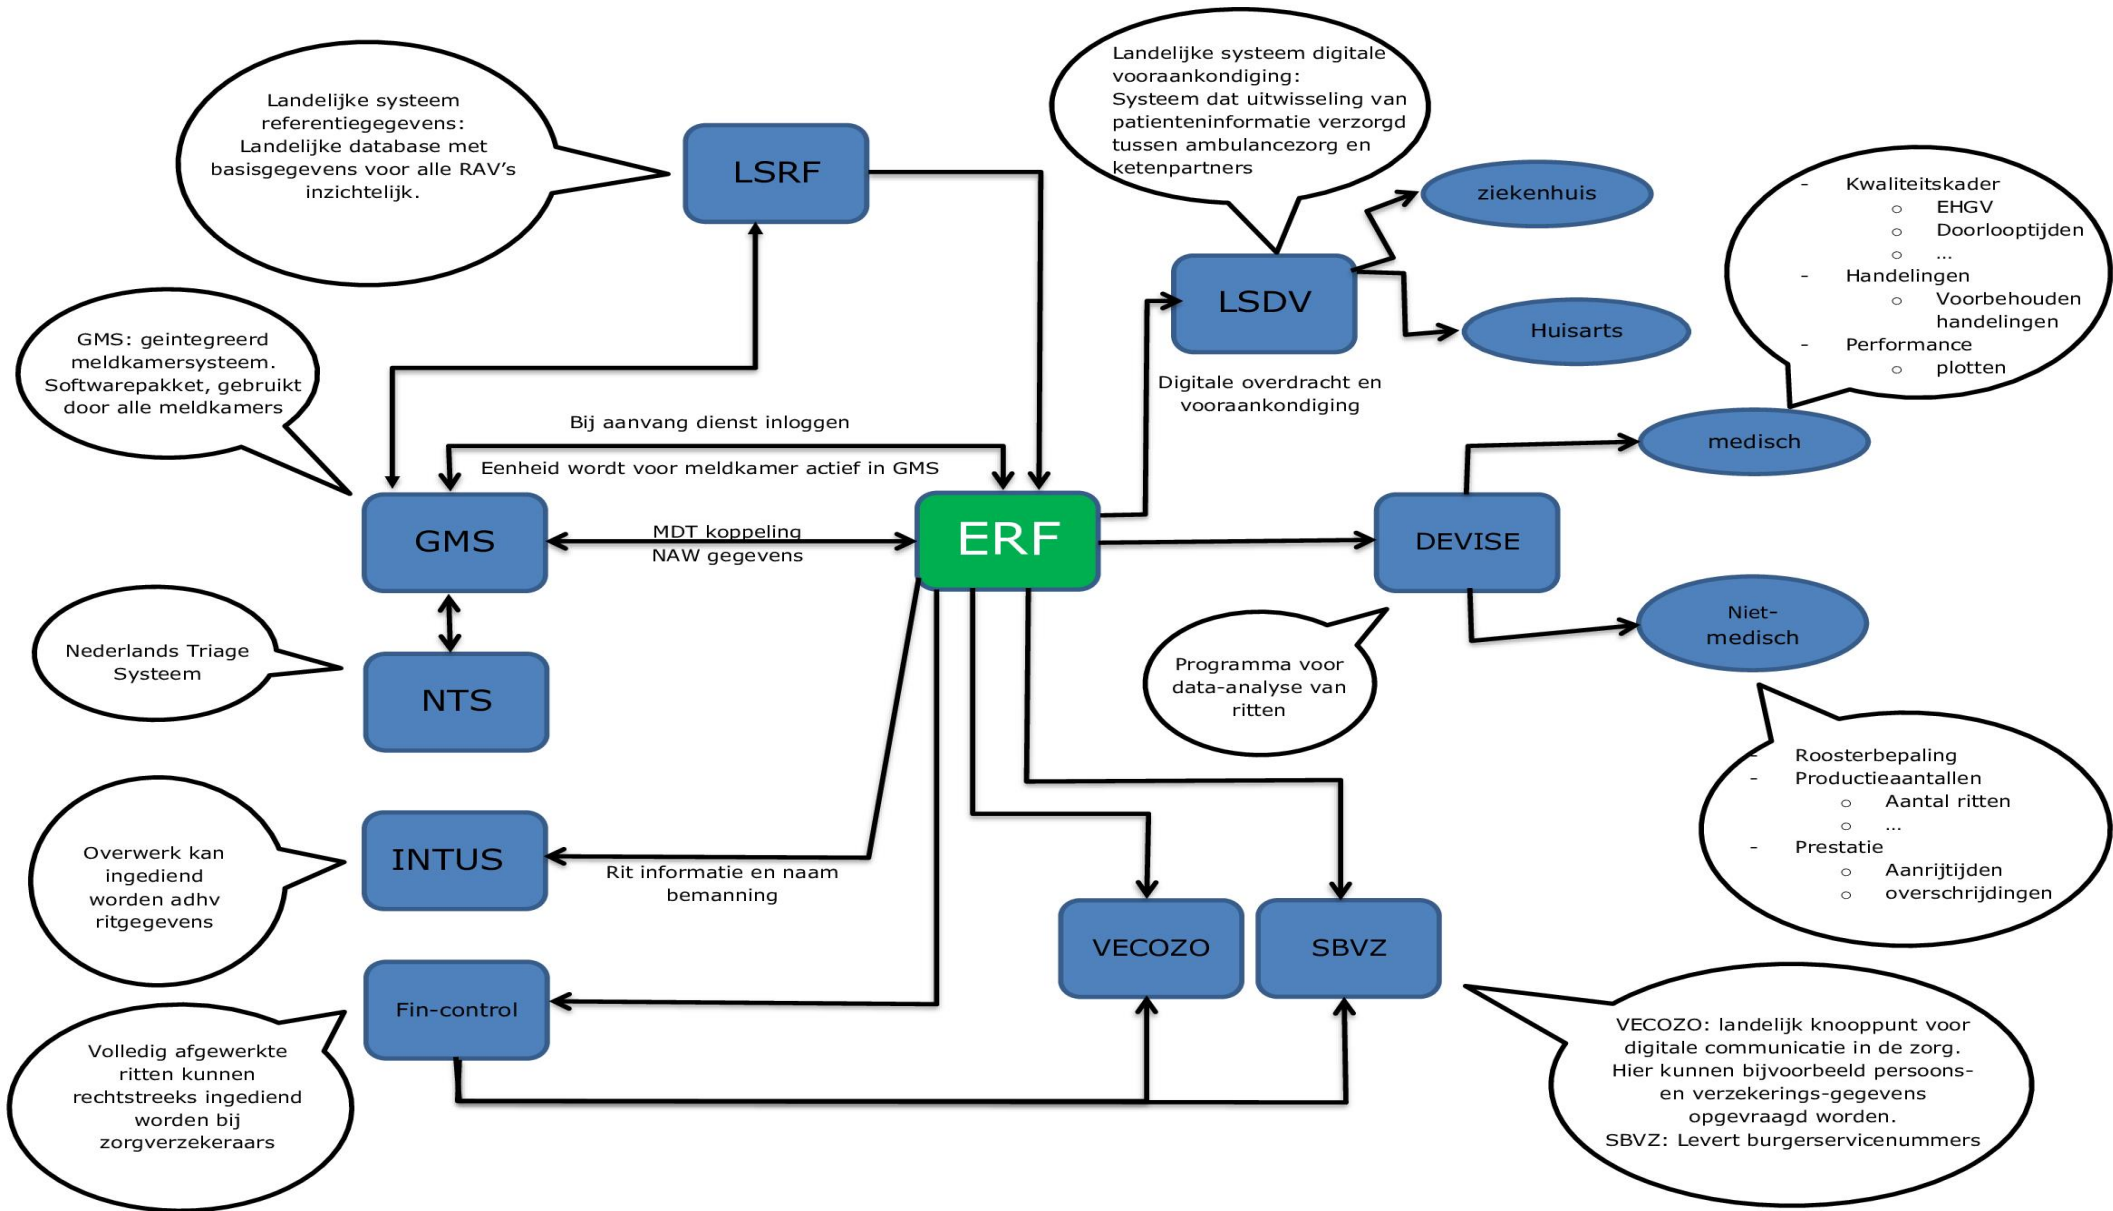 Landelijke systeem
referentiegegevens:
Landelijke database met
basisgegevens voor alle RAV’s
inzichtelijk.
LSRF
Landelijke systeem digitale
vooraankondiging:
Systeem dat uitwisseling van
patienteninformatie verzorgd
tussen ambulancezorg en
ketenpartners
ziekenhuis
LSDV
Huisarts
Digitale overdracht en
vooraankondiging
- Kwaliteitskader
o EHGV
o Doorlooptijden
o ...
- Handelingen
o Voorbehouden
handelingen
- Performance
o plotten
GMS: geintegreerd
meldkamersysteem.
Softwarepakket, gebruikt
door alle meldkamers
Bij aanvang dienst inloggen
Eenheid wordt voor meldkamer actief in GMS
medisch
GMS
MDT koppeling
NAW gegevens
ERF
DEVISE
Niet-
medisch
Nederlands Triage
Systeem
NTS
Programma voor
data-analyse van
ritten
- Roosterbepaling
- Productieaantallen
o Aantal ritten
o ...
- Prestatie
o Aanrijtijden
o overschrijdingen
Overwerk kan
ingediend
worden adhv
ritgegevens
INTUS
Rit informatie en naam
bemanning
VECOZO
SBVZ
Fin-control
Volledig afgewerkte
ritten kunnen
rechtstreeks ingediend
worden bij
zorgverzekeraars
VECOZO: landelijk knooppunt voor
digitale communicatie in de zorg.
Hier kunnen bijvoorbeeld persoons-
en verzekerings-gegevens
opgevraagd worden.
SBVZ: Levert burgerservicenummers